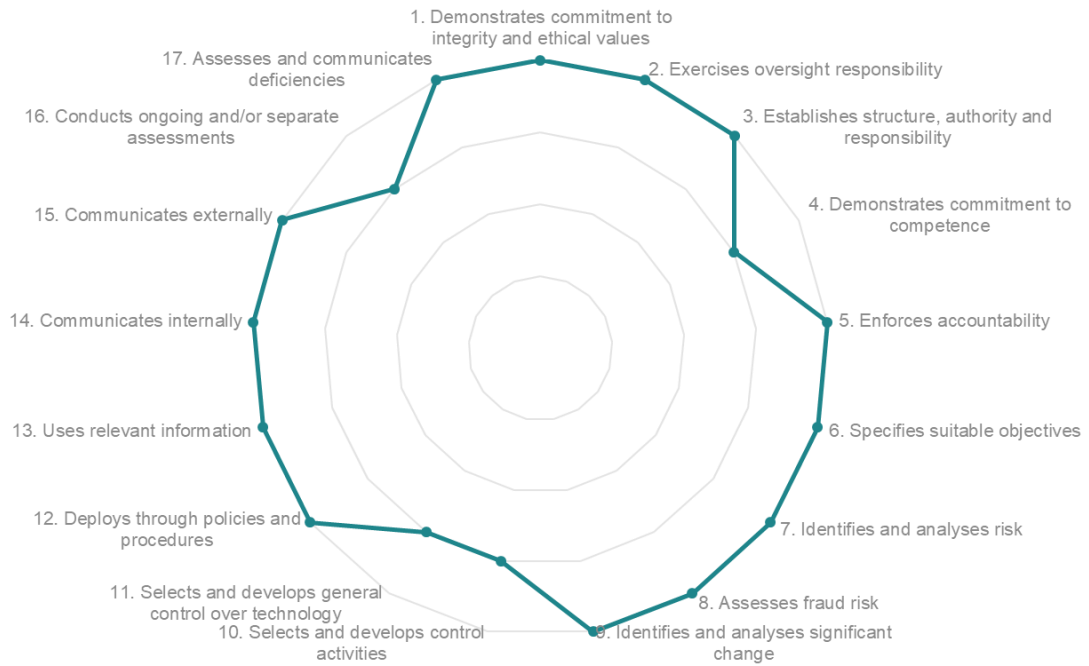 1. Demonstrates commitment to
integrity and ethical values
2. Exercises oversight responsibility
3. Establishes structure, authority and
responsibility
4. Demonstrates commitment to
competence
5. Enforces accountability
6. Specifies suitable objectives
7. Identifies and analyses risk
8. Assesses fraud risk
9. Identifies and analyses significant
change
10. Selects and develops control
activities
11. Selects and develops general
control over technology
12. Deploys through policies and
procedures
13. Uses relevant information
14. Communicates internally
15. Communicates externally
16. Conducts ongoing and/or separate
assessments
17. Assesses and communicates
deficiencies